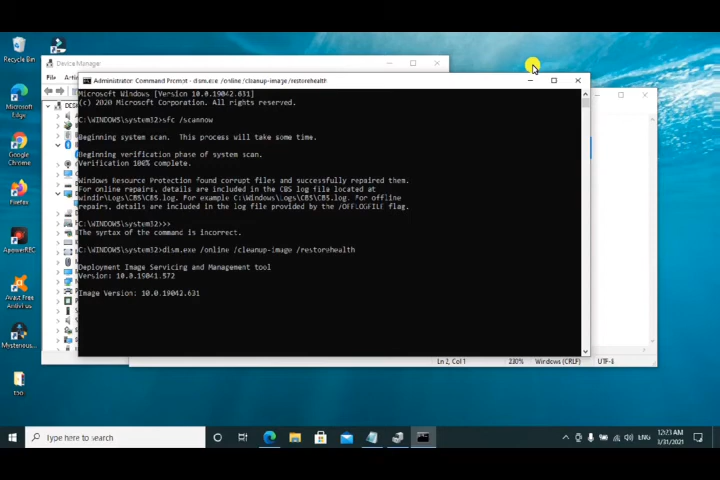 Recycle Bin
Device Manager
File
Administrator: Command Prompt - dism.exe /online /cleanup-image /restorehealth
Microsoft Windows [Version 10.0.19042.631]
(c) 2020 Microsoft Corporation. All rights reserved.
C:\WINDOWS\system32>sfc /scannow
Beginning system scan.  This process will take some time.
Beginning verification phase of system scan.
Verification 100% complete.
Windows Resource Protection found corrupt files and successfully repaired them.
For online repairs, details are included in the CBS log file located at
windir\Logs\CBS\CBS.log. For example C:\Windows\Logs\CBS\CBS.log. For offline
repairs, details are included in the log file provided by the /OFFLOGFILE flag.
C:\WINDOWS\system32>>
The syntax of the command is incorrect.
C:\WINDOWS\system32>dism.exe /online /cleanup-image /restorehealth
Deployment Image Servicing and Management tool
Version: 10.0.19041.572
Image Version: 10.0.19042.631
Microsoft Edge
Google Chrome
Firefox
ApowerREC
Avast Free Antivirus
Mysterious...
Ln 2, Col 1
230%
Windows (CRLF)
UTF-8
Type here to search
ENG
12:23 AM
3/31/2021